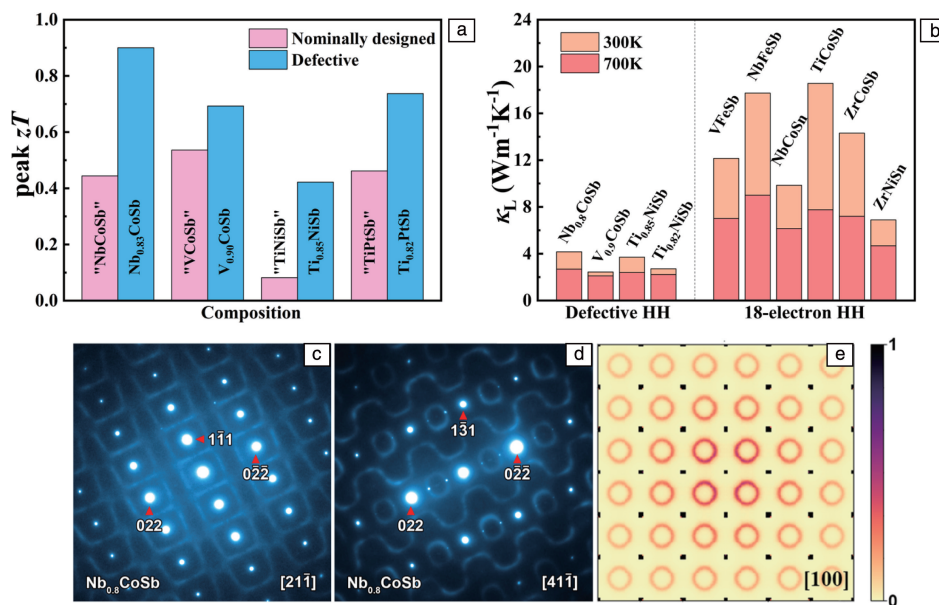 a
peak zT
1.0
0.8
0.6
0.4
0.2
0.0
Nominally designed
Defective
"NbCoSb"
Nb₀.₈₃CoSb
"VCoSb"
V₀.₉₀CoSb
"TiNiSb"
Ti₀.₈₅NiSb
"TiPtSb"
Ti₀.₈₂PtSb
Composition
b
κL (Wm⁻¹K⁻¹)
24
20
16
12
8
4
0
300K
700K
Nb₀.₈CoSb
V₀.₉CoSb
Ti₀.₈₅NiSb
Ti₀.₈₂NiSb
VFeSb
NbFeSb
NbCoSn
TiCoSb
ZrCoSb
ZrNiSn
Defective HH
18-electron HH
c
11̄1
02̄2̄
022
Nb₀.₈CoSb
[211̄]
d
13̄1
02̄2̄
022
Nb₀.₈CoSb
[411̄]
e
[100]
1
0